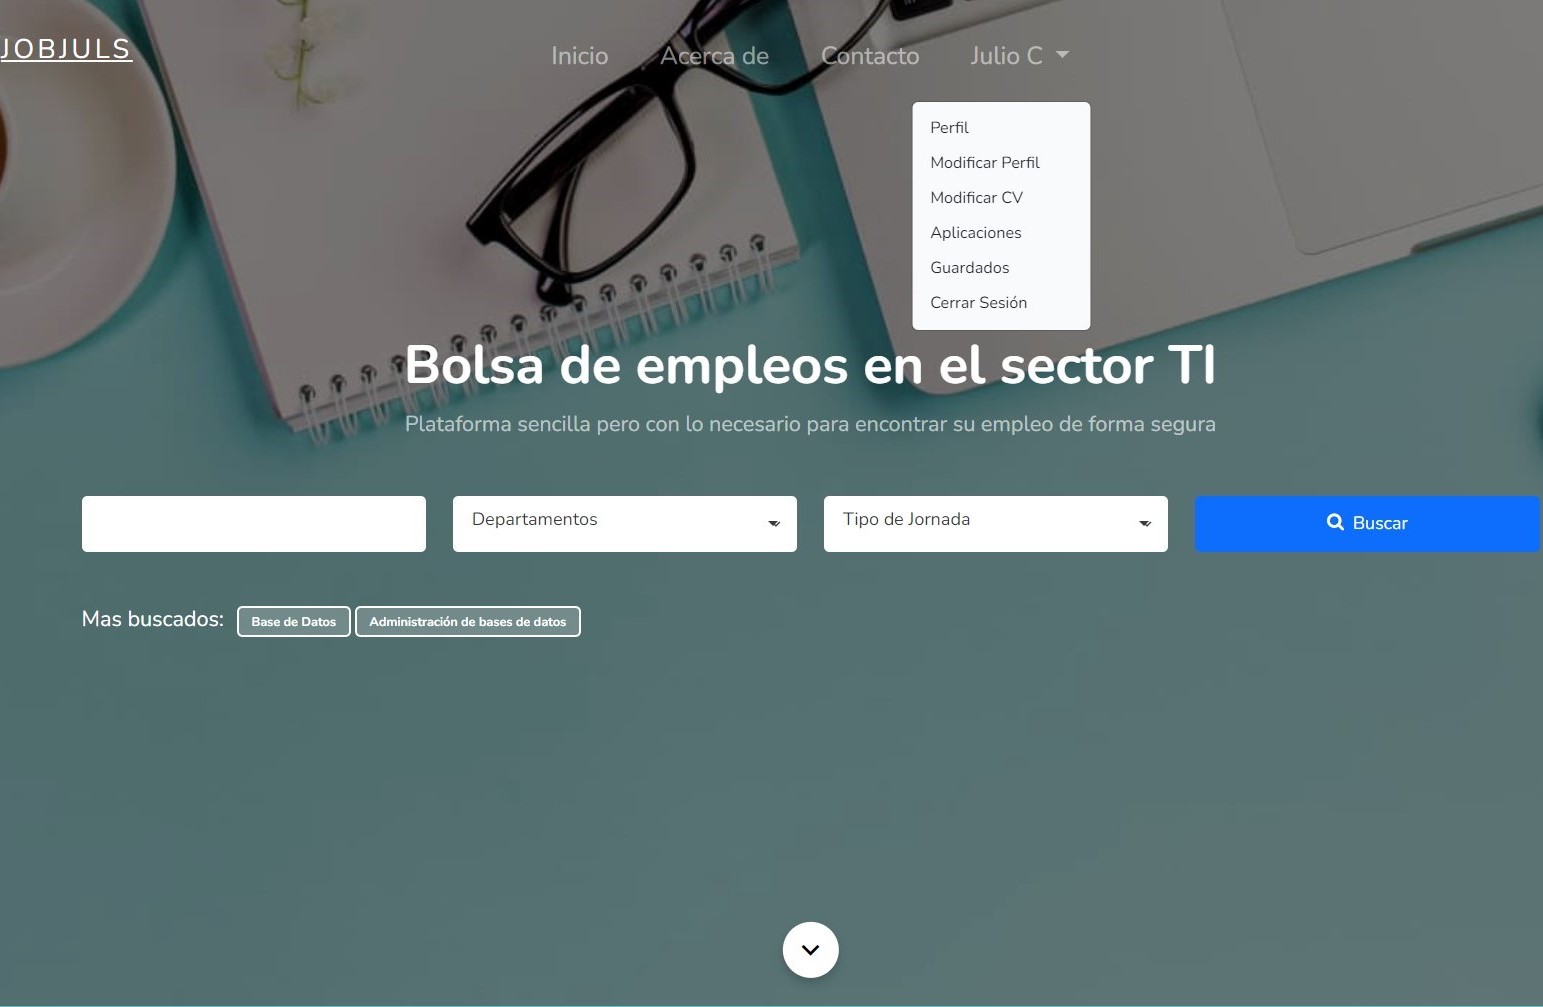 JOBJULS
Inicio Acerca de Contacto Julio C
Perfil
Modificar Perfil
Modificar CV
Aplicaciones
Guardados
Cerrar Sesión
Bolsa de empleos en el sector TI
Plataforma sencilla pero con lo necesario para encontrar su empleo de forma segura
Departamentos Tipo de Jornada Buscar
Mas buscados: Base de Datos Administración de bases de datos